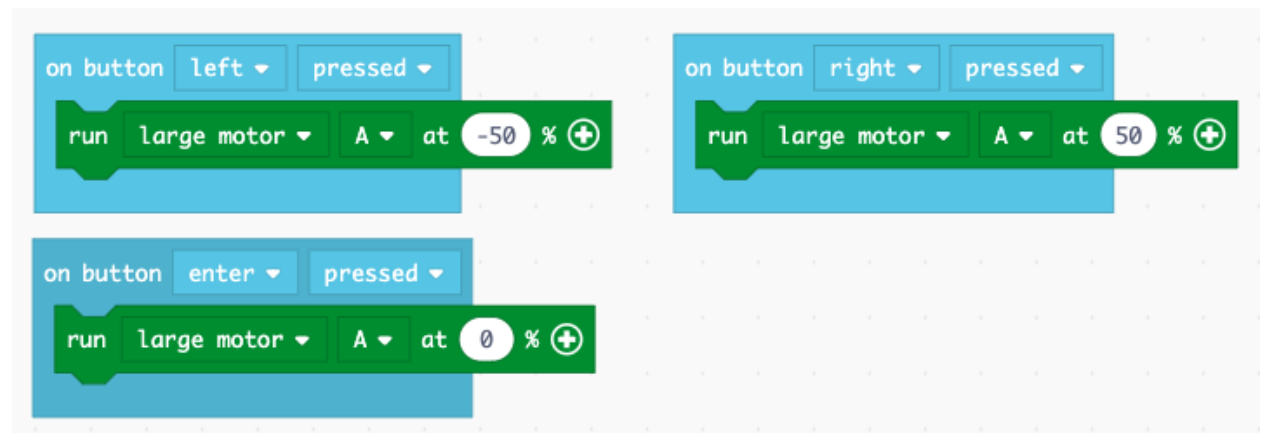 on button left pressed
run large motor A at -50 %
on button right pressed
run large motor A at 50 %
on button enter pressed
run large motor A at 0 %